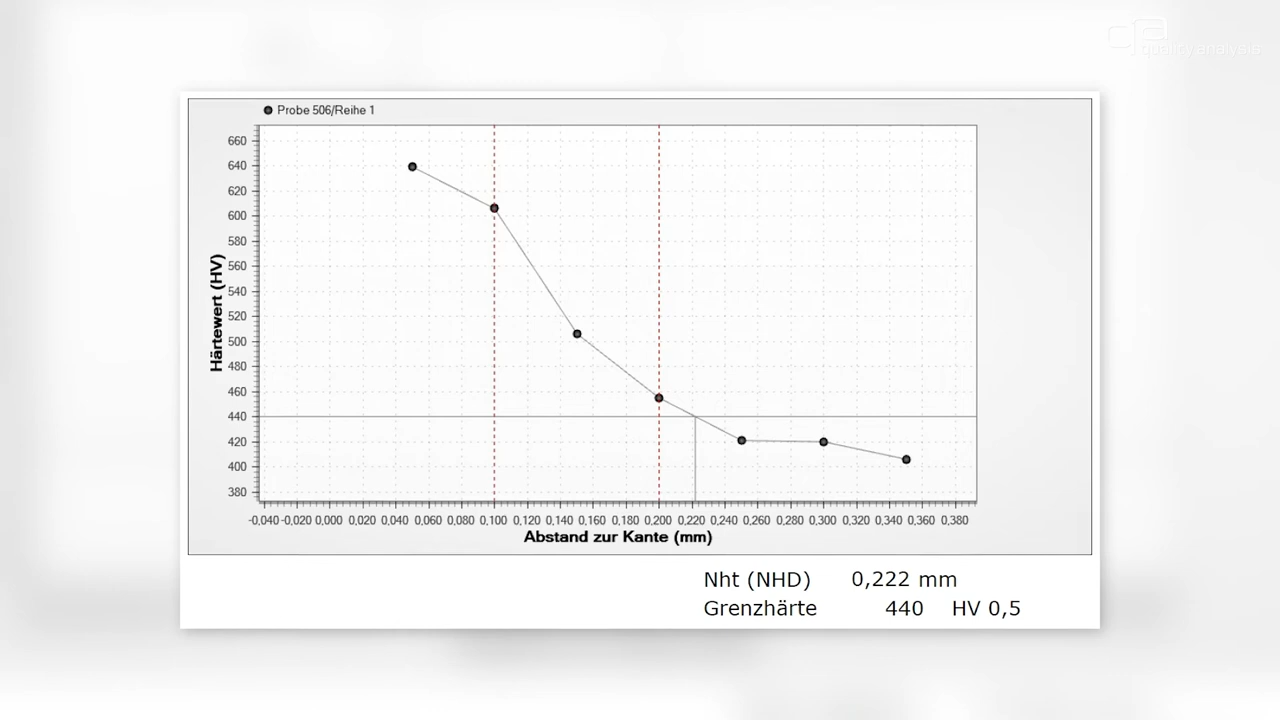 quality.analysis
Probe 506/Reihe 1
660
640
620
600
580
560
540
520
500
480
460
440
420
400
380
Härtewert (HV)
-0,040 -0,020 0,000 0,020 0,040 0,060 0,080 0,100 0,120 0,140 0,160 0,180 0,200 0,220 0,240 0,260 0,280 0,300 0,320 0,340 0,360 0,380
Abstand zur Kante (mm)
Nht (NHD) 0,222 mm
Grenzhärte 440 HV 0,5